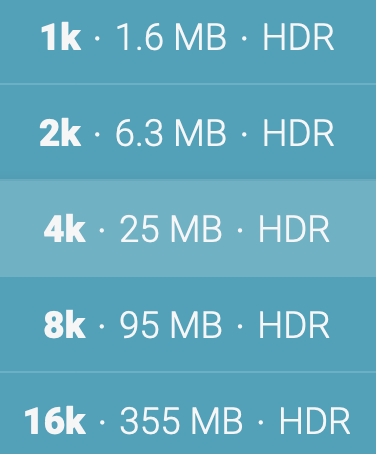 1k · 1.6 MB · HDR
2k · 6.3 MB · HDR
4k · 25 MB · HDR
8k · 95 MB · HDR
16k · 355 MB · HDR